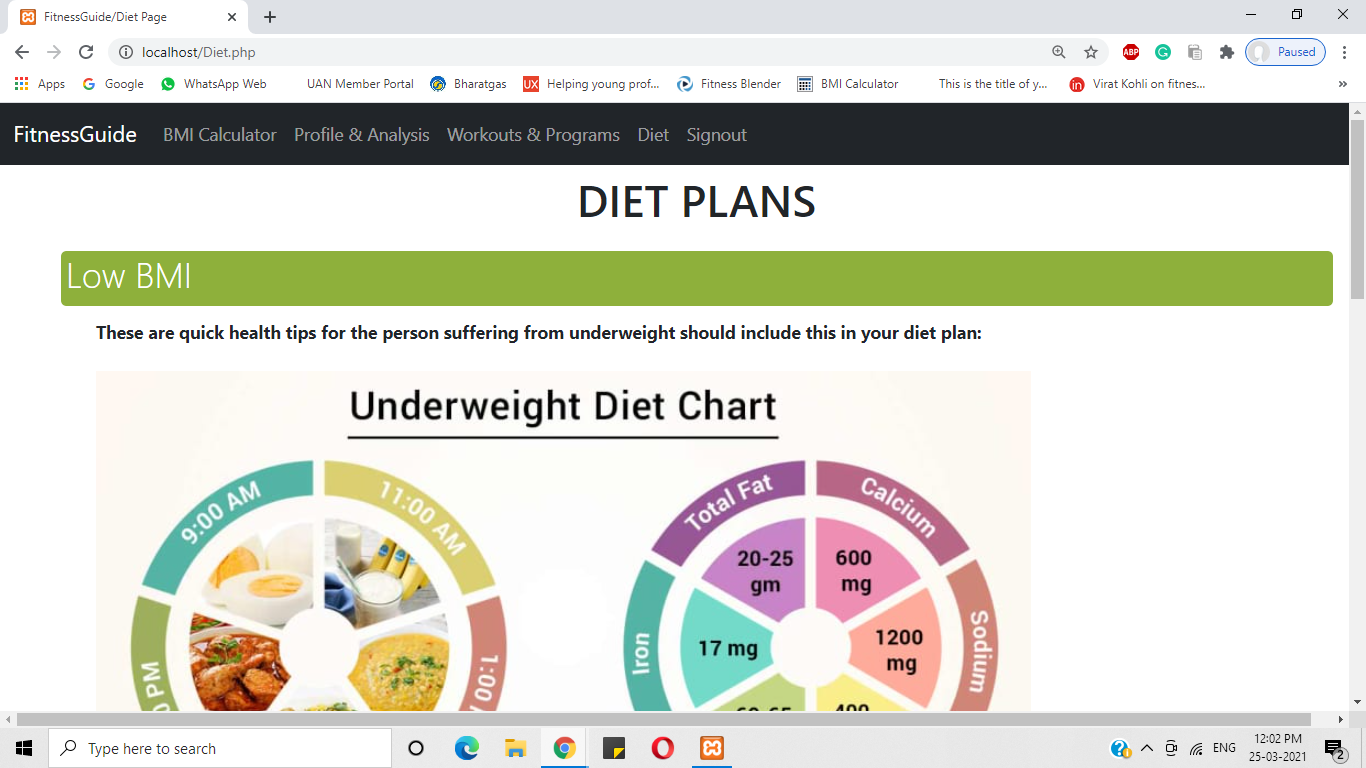 FitnessGuide/Diet Page
localhost/Diet.php
ABP
Paused
Apps
Google
WhatsApp Web
UAN Member Portal
Bharatgas
UX
Helping young prof...
Fitness Blender
BMI Calculator
This is the title of y...
in
Virat Kohli on fitnes...
»
FitnessGuide
BMI Calculator
Profile & Analysis
Workouts & Programs
Diet
Signout
DIET PLANS
Low BMI
These are quick health tips for the person suffering from underweight should include this in your diet plan:
Underweight Diet Chart
9:00 AM
11:00 AM
1:00
PM
Total Fat
Calcium
Iron
Sodium
20-25
gm
600
mg
17 mg
1200
mg
Type here to search
ENG
12:02 PM
25-03-2021
2